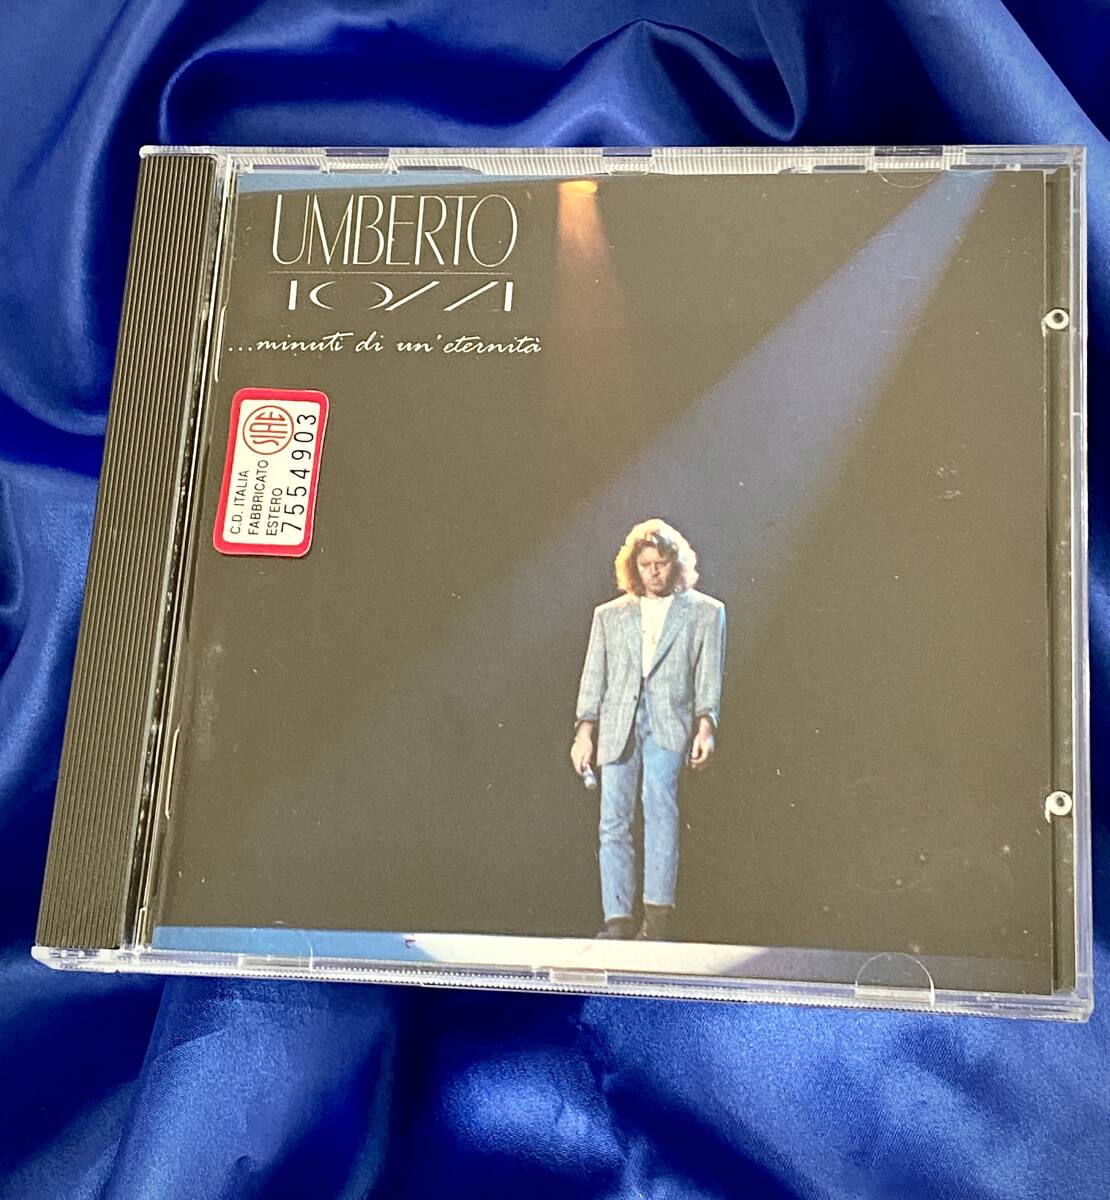 UMBERTO
TOZZI
...minuti di un'eternità
SIAE
C.D. ITALIA
FABBRICATO
ESTERO
7554903